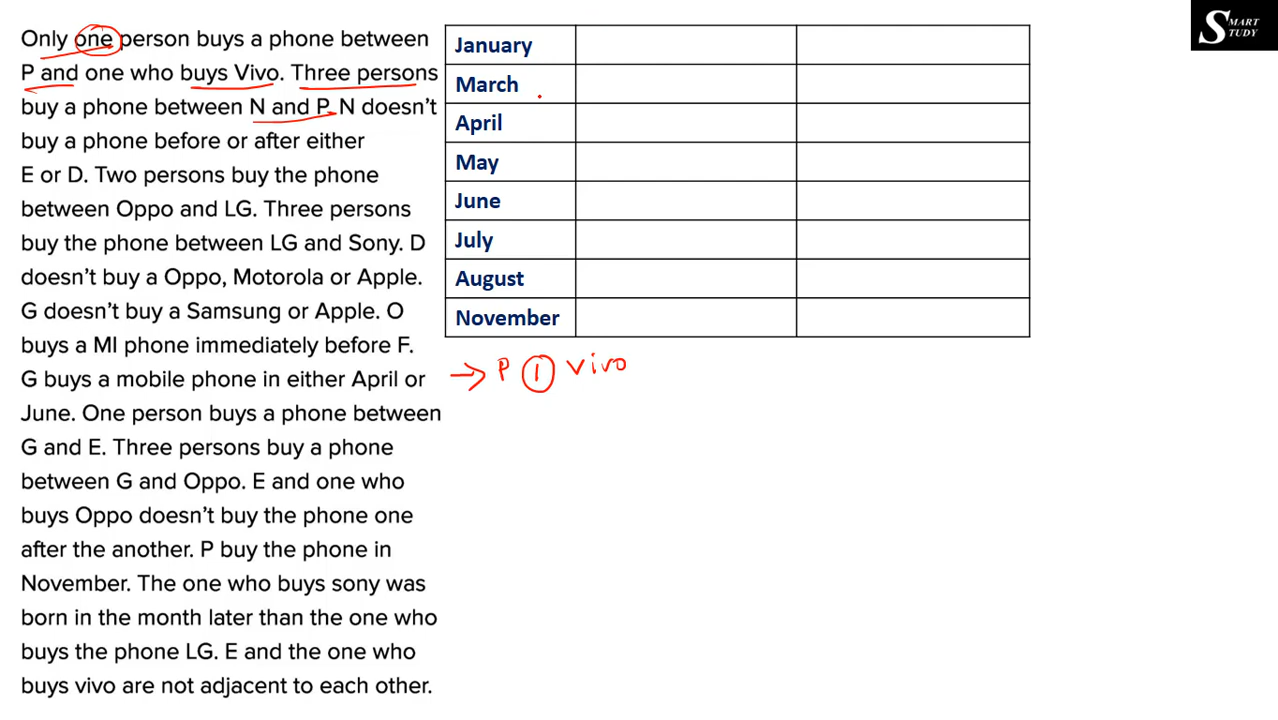 Only one person buys a phone between
P and one who buys Vivo. Three persons
buy a phone between N and P. N doesn't
buy a phone before or after either
E or D. Two persons buy the phone
between Oppo and LG. Three persons
buy the phone between LG and Sony. D
doesn't buy a Oppo, Motorola or Apple.
G doesn't buy a Samsung or Apple. O
buys a MI phone immediately before F.
G buys a mobile phone in either April or
June. One person buys a phone between
G and E. Three persons buy a phone
between G and Oppo. E and one who
buys Oppo doesn't buy the phone one
after the another. P buy the phone in
November. The one who buys sony was
born in the month later than the one who
buys the phone LG. E and the one who
buys vivo are not adjacent to each other.
January
March
April
May
June
July
August
November
→ P 1 Vivo
SMART
STUDY